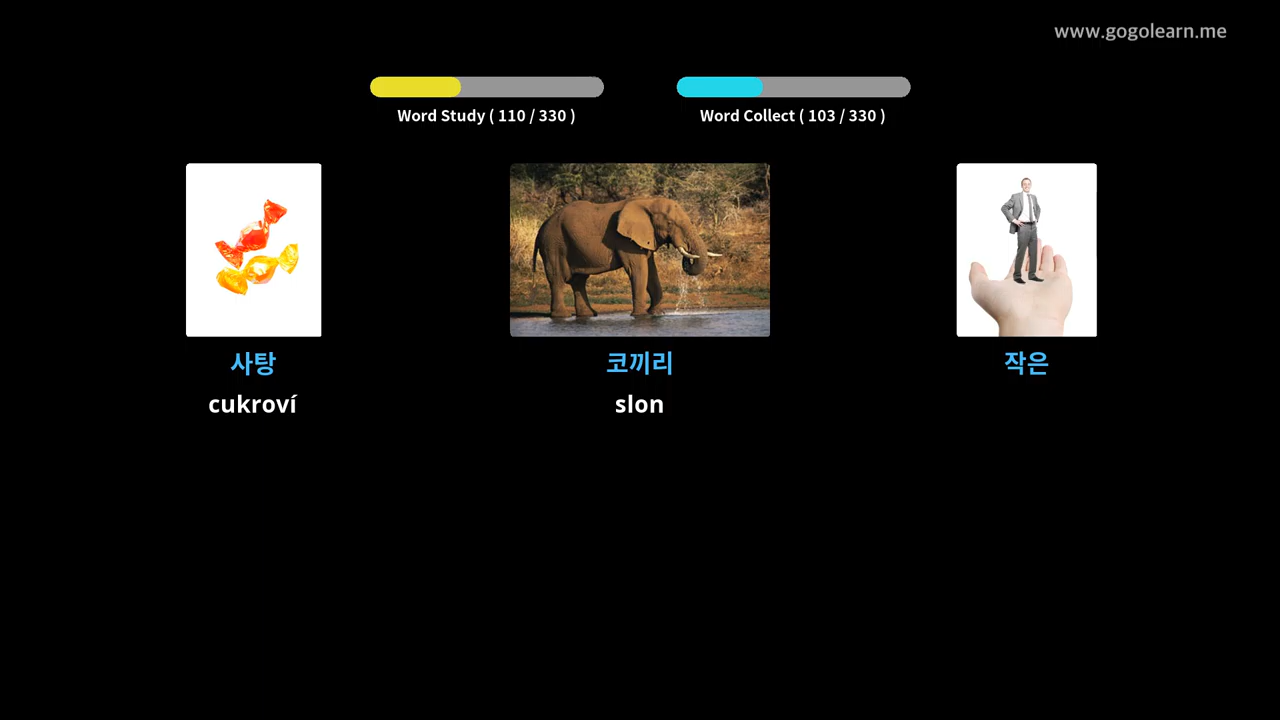 www.gogolearn.me
Word Study ( 110 / 330 )
Word Collect ( 103 / 330 )
사탕
코끼리
작은
cukroví
slon